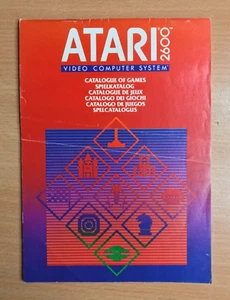 ATARI 2600
VIDEO COMPUTER SYSTEM
CATALOGUE OF GAMES
SPIELKATALOG
CATALOGUE DE JEUX
CATALOGO DEI GIOCHI
CATALOGO DE JUEGOS
SPELCATALOGUS